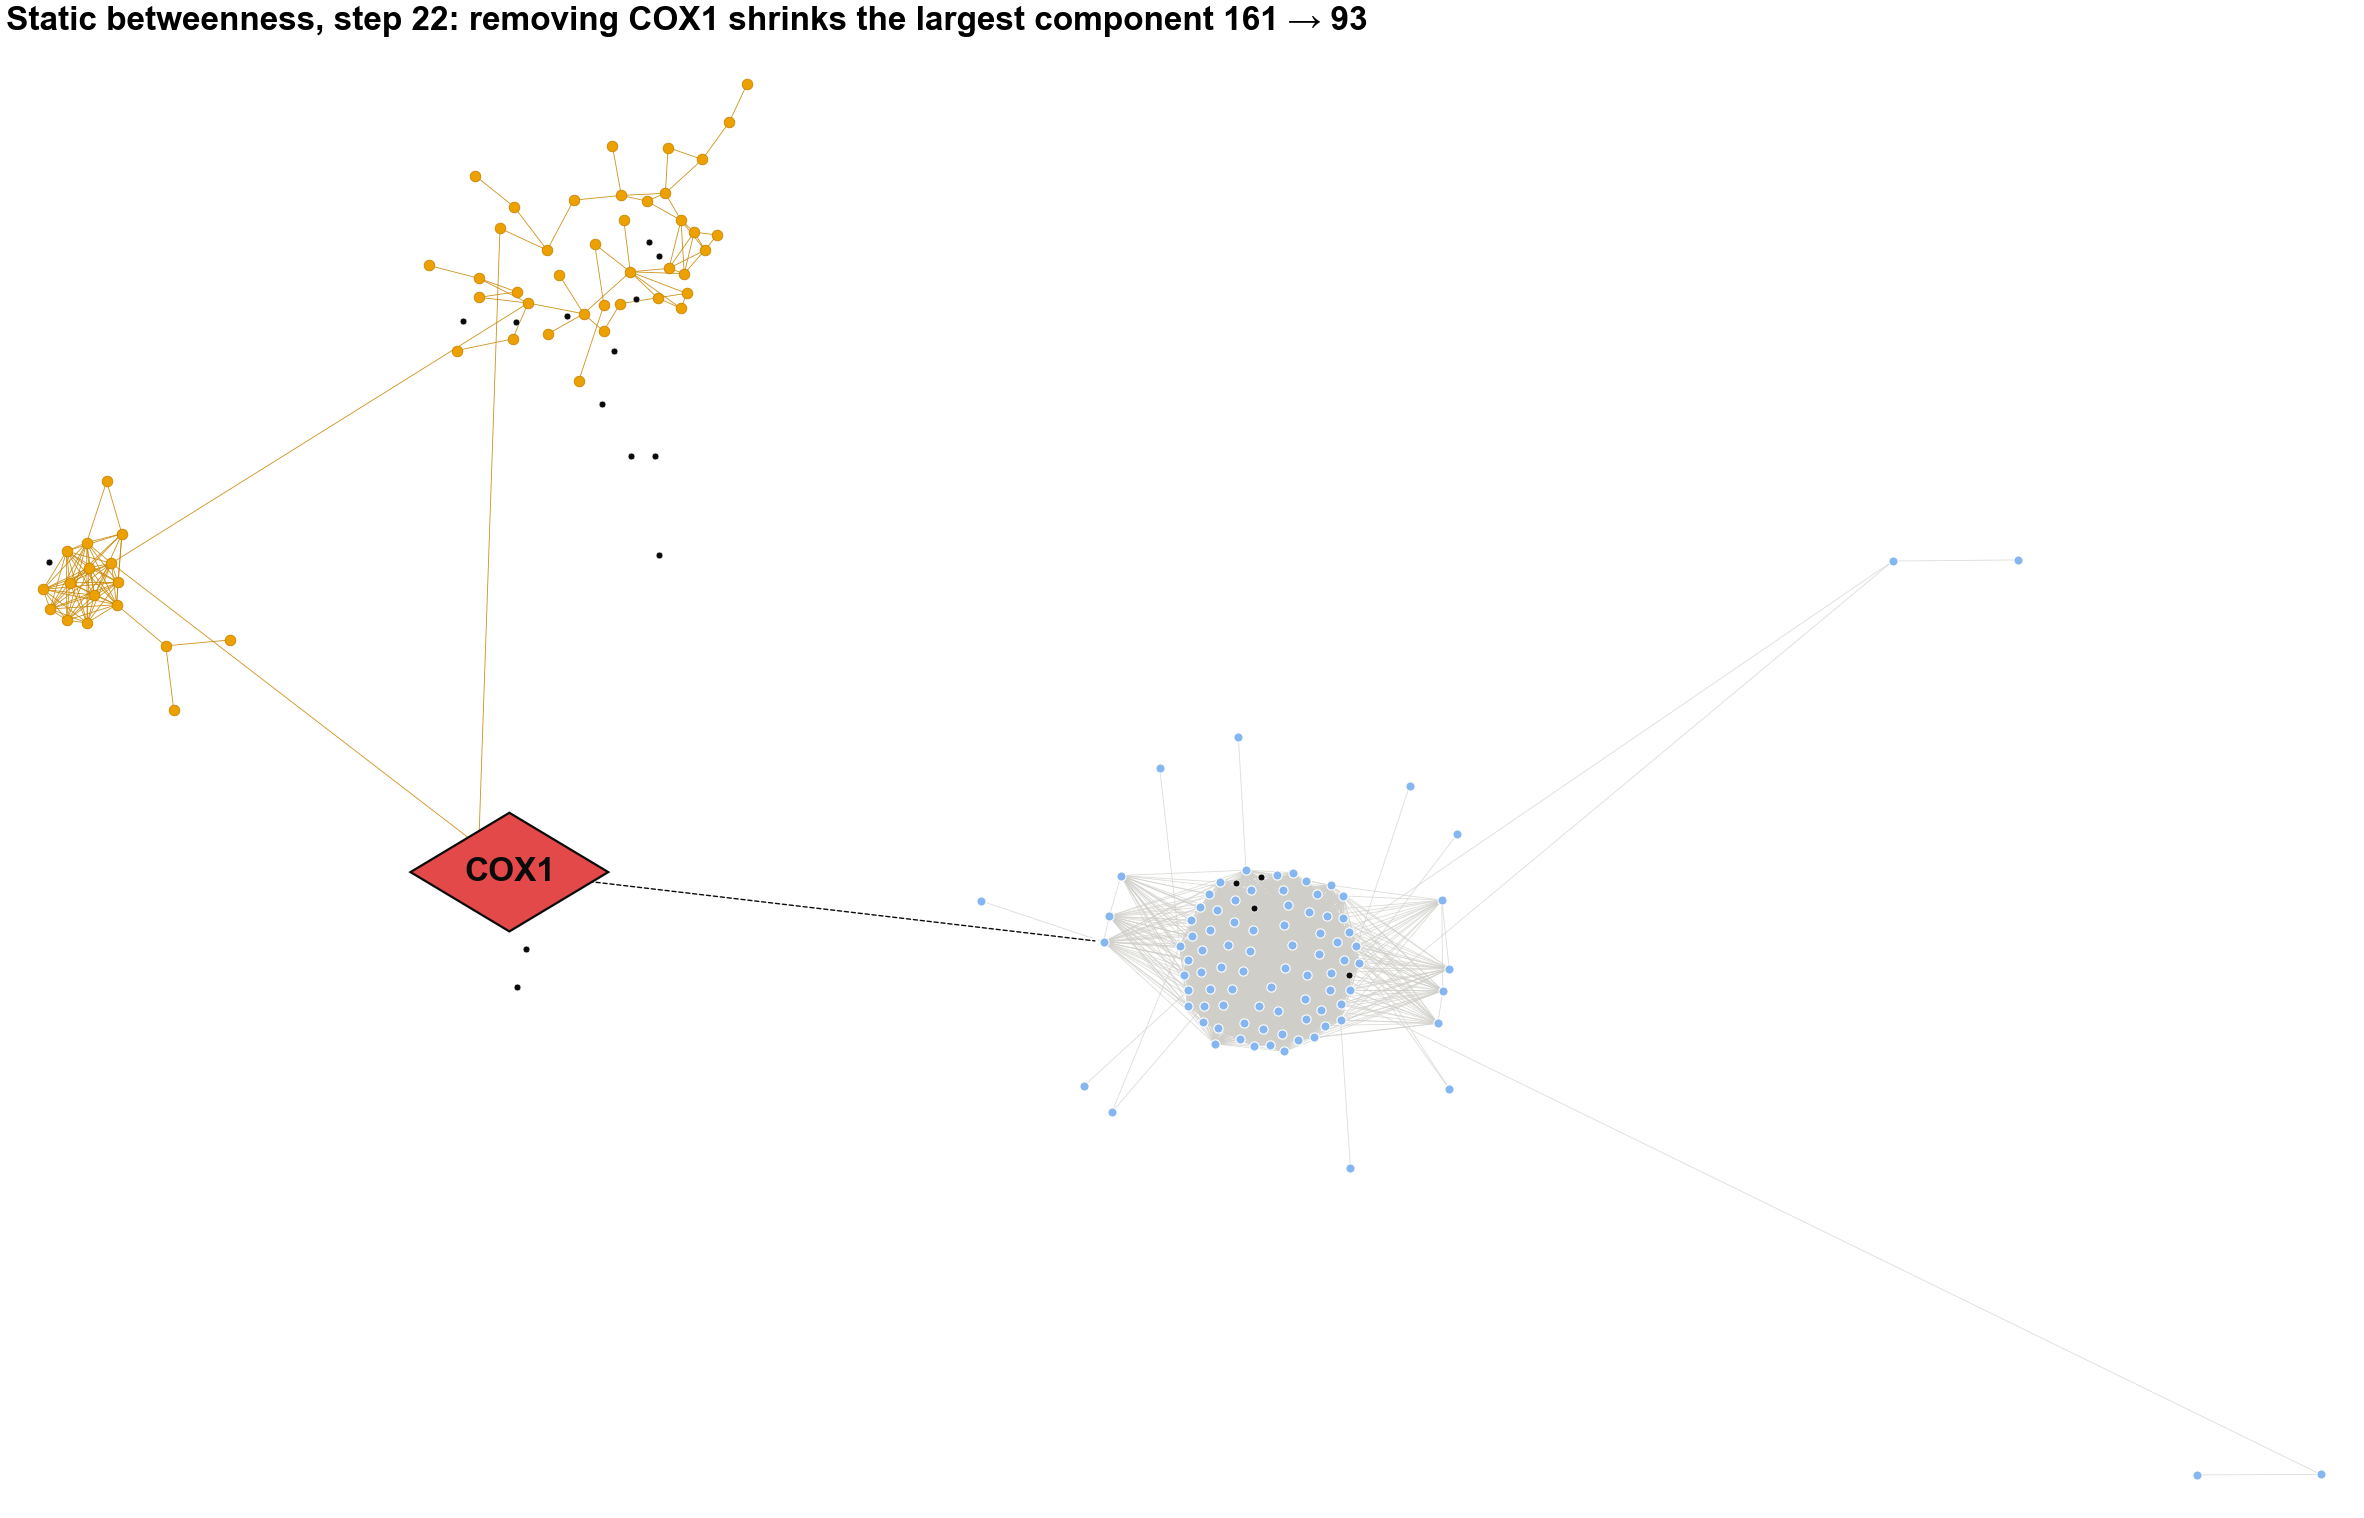 Static betweenness, step 22: removing COX1 shrinks the largest component 161 → 93
COX1